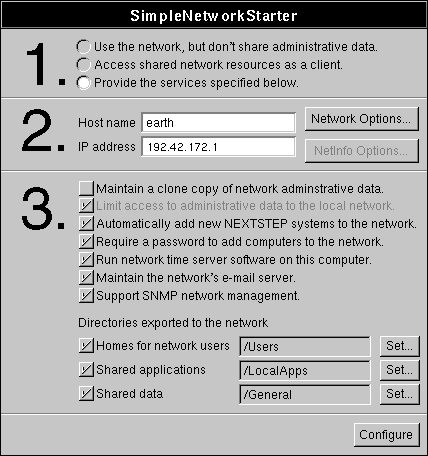 SimpleNetworkStarter
1.
Use the network, but don't share administrative data.
Access shared network resources as a client.
Provide the services specified below.
2.
Host name earth Network Options...
IP address 192.42.172.1 NetInfo Options...
3.
Maintain a clone copy of network adminstrative data.
Limit access to administrative data to the local network.
Automatically add new NEXTSTEP systems to the network.
Require a password to add computers to the network.
Run network time server software on this computer.
Maintain the network's e-mail server.
Support SNMP network management.
Directories exported to the network
Homes for network users /Users Set...
Shared applications /LocalApps Set...
Shared data /General Set...
Configure